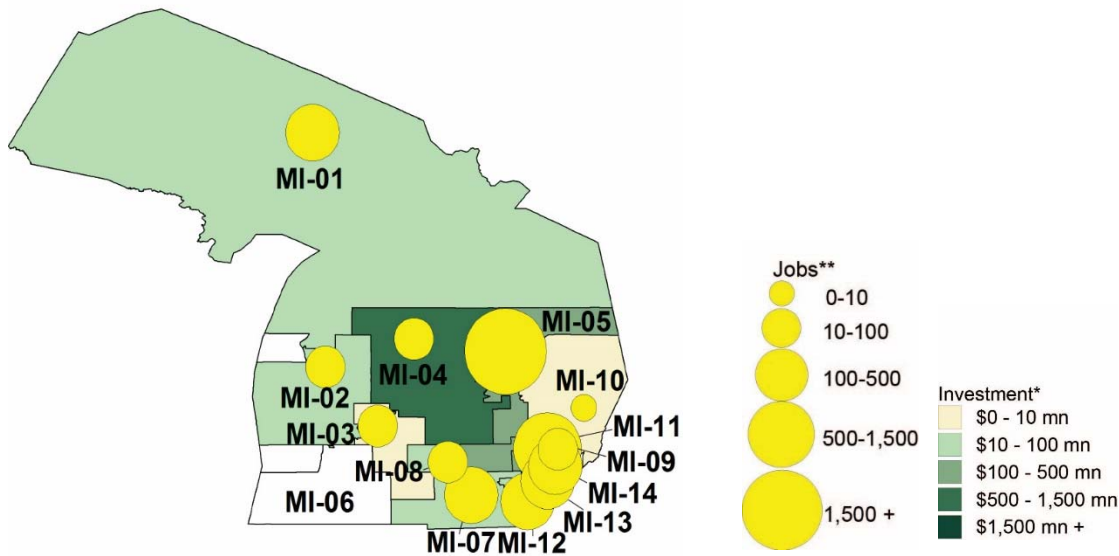 MI-01
MI-05
MI-04
MI-10
MI-02
MI-03
MI-11
MI-09
MI-08
MI-14
MI-06
MI-13
MI-07
MI-12
Jobs**
0-10
10-100
100-500
500-1,500
1,500 +
Investment*
$0 - 10 mn
$10 - 100 mn
$100 - 500 mn
$500 - 1,500 mn
$1,500 mn +